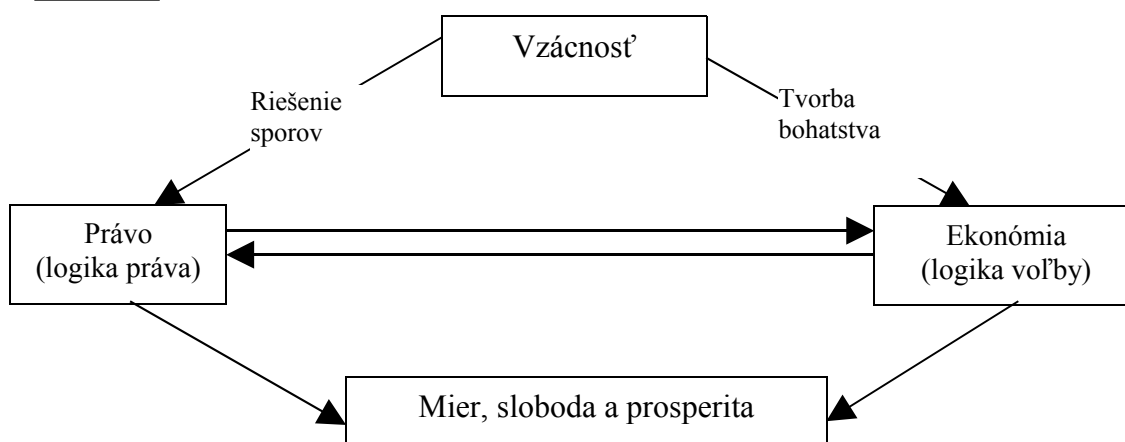 Vzácnosť
Riešenie
sporov
Tvorba
bohatstva
Právo
(logika práva)
Ekonómia
(logika voľby)
Mier, sloboda a prosperita